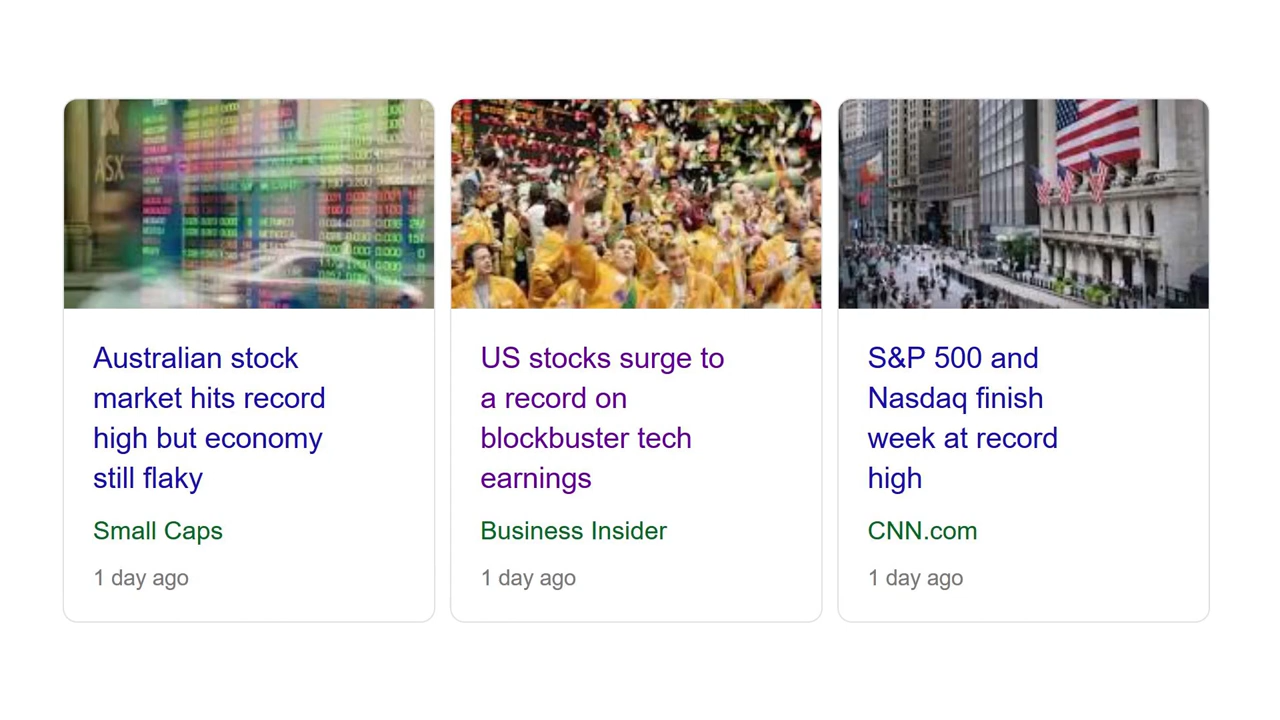 ASX
Australian stock
market hits record
high but economy
still flaky
Small Caps
1 day ago
US stocks surge to
a record on
blockbuster tech
earnings
Business Insider
1 day ago
S&P 500 and
Nasdaq finish
week at record
high
CNN.com
1 day ago